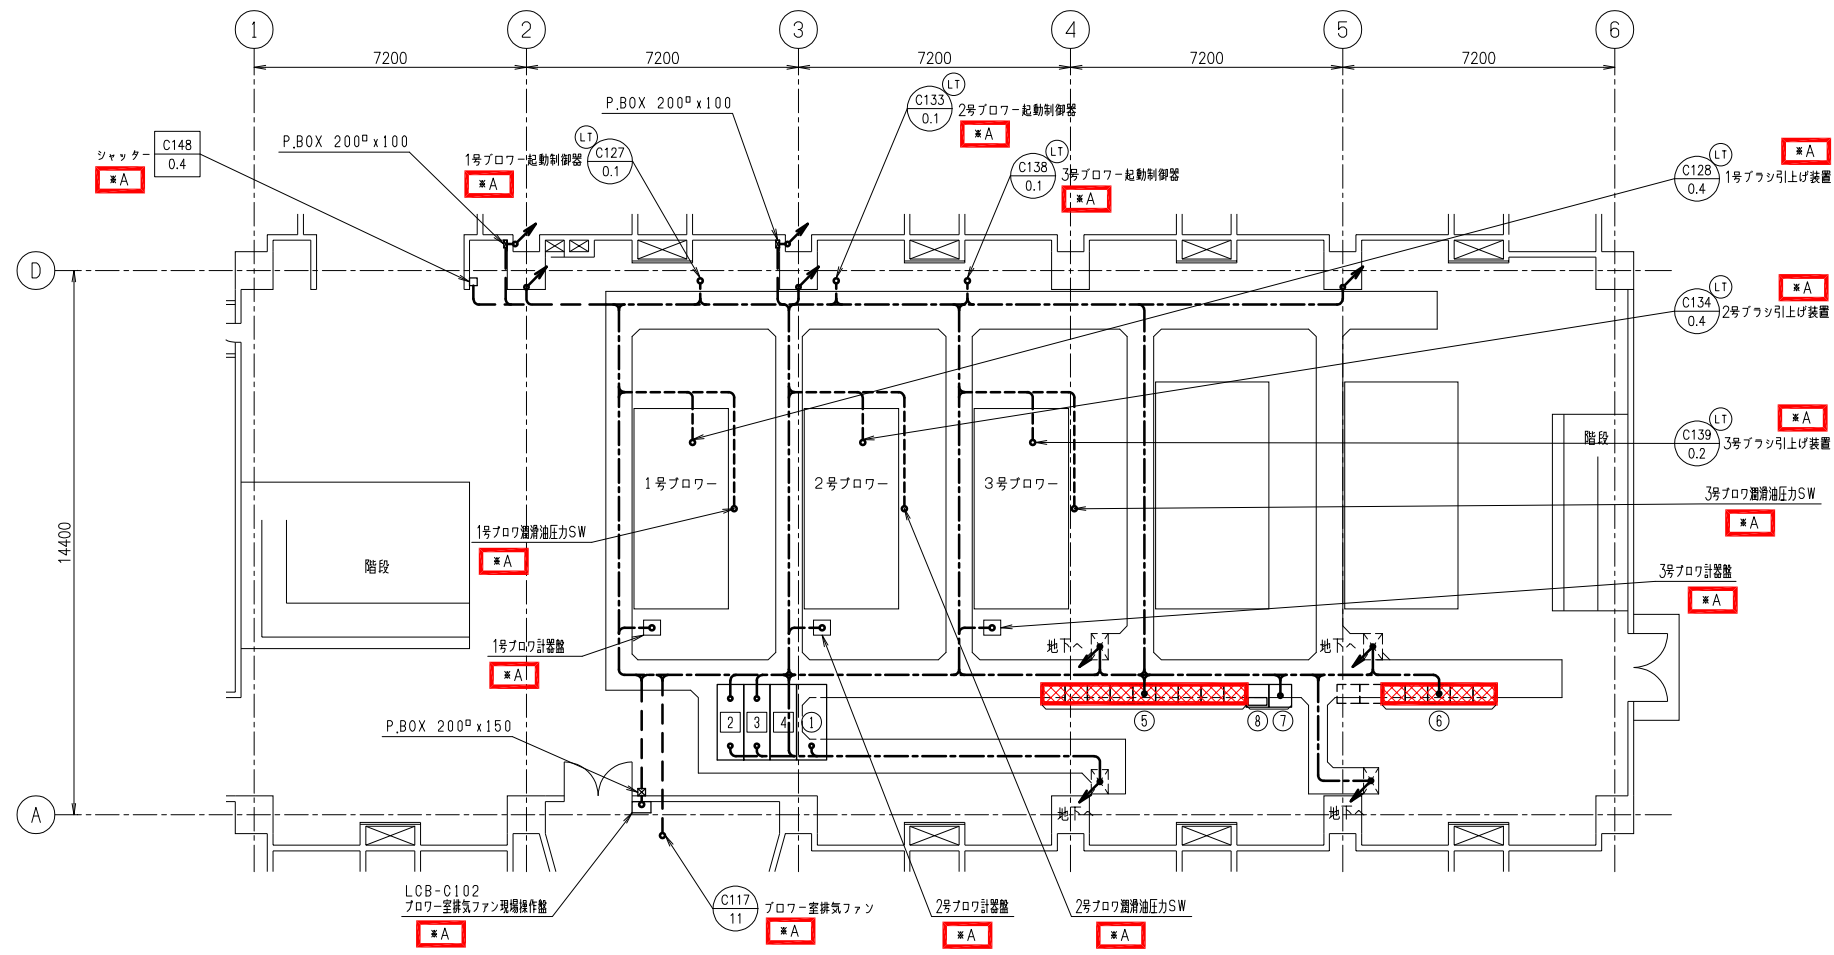 1
2
3
4
5
6
7200
7200
7200
7200
7200
P.BOX 200□x100
C133
0.1
LT
2号ブロワー起動制御器
※A
シャッター
C148
0.4
※A
P.BOX 200□x100
LT
1号ブロワー起動制御器
C127
0.1
※A
LT
C138
0.1
3号ブロワー起動制御器
※A
※A
LT
C128
0.4
1号ブラシ引上げ装置
D
※A
LT
C134
0.4
2号ブラシ引上げ装置
※A
LT
C139
0.2
3号ブラシ引上げ装置
階段
1号ブロワー
2号ブロワー
3号ブロワー
3号ブロワ潤滑油圧力SW
※A
14400
1号ブロワ潤滑油圧力SW
※A
階段
3号ブロワ計器盤
※A
1号ブロワ計器盤
※A
地下へ
地下へ
P.BOX 200□x150
2
3
4
1
5
8
7
6
A
地下へ
地下へ
LCB-C102
ブロワー室排気ファン現場操作盤
※A
C117
11
ブロワー室排気ファン
※A
2号ブロワ計器盤
※A
2号ブロワ潤滑油圧力SW
※A